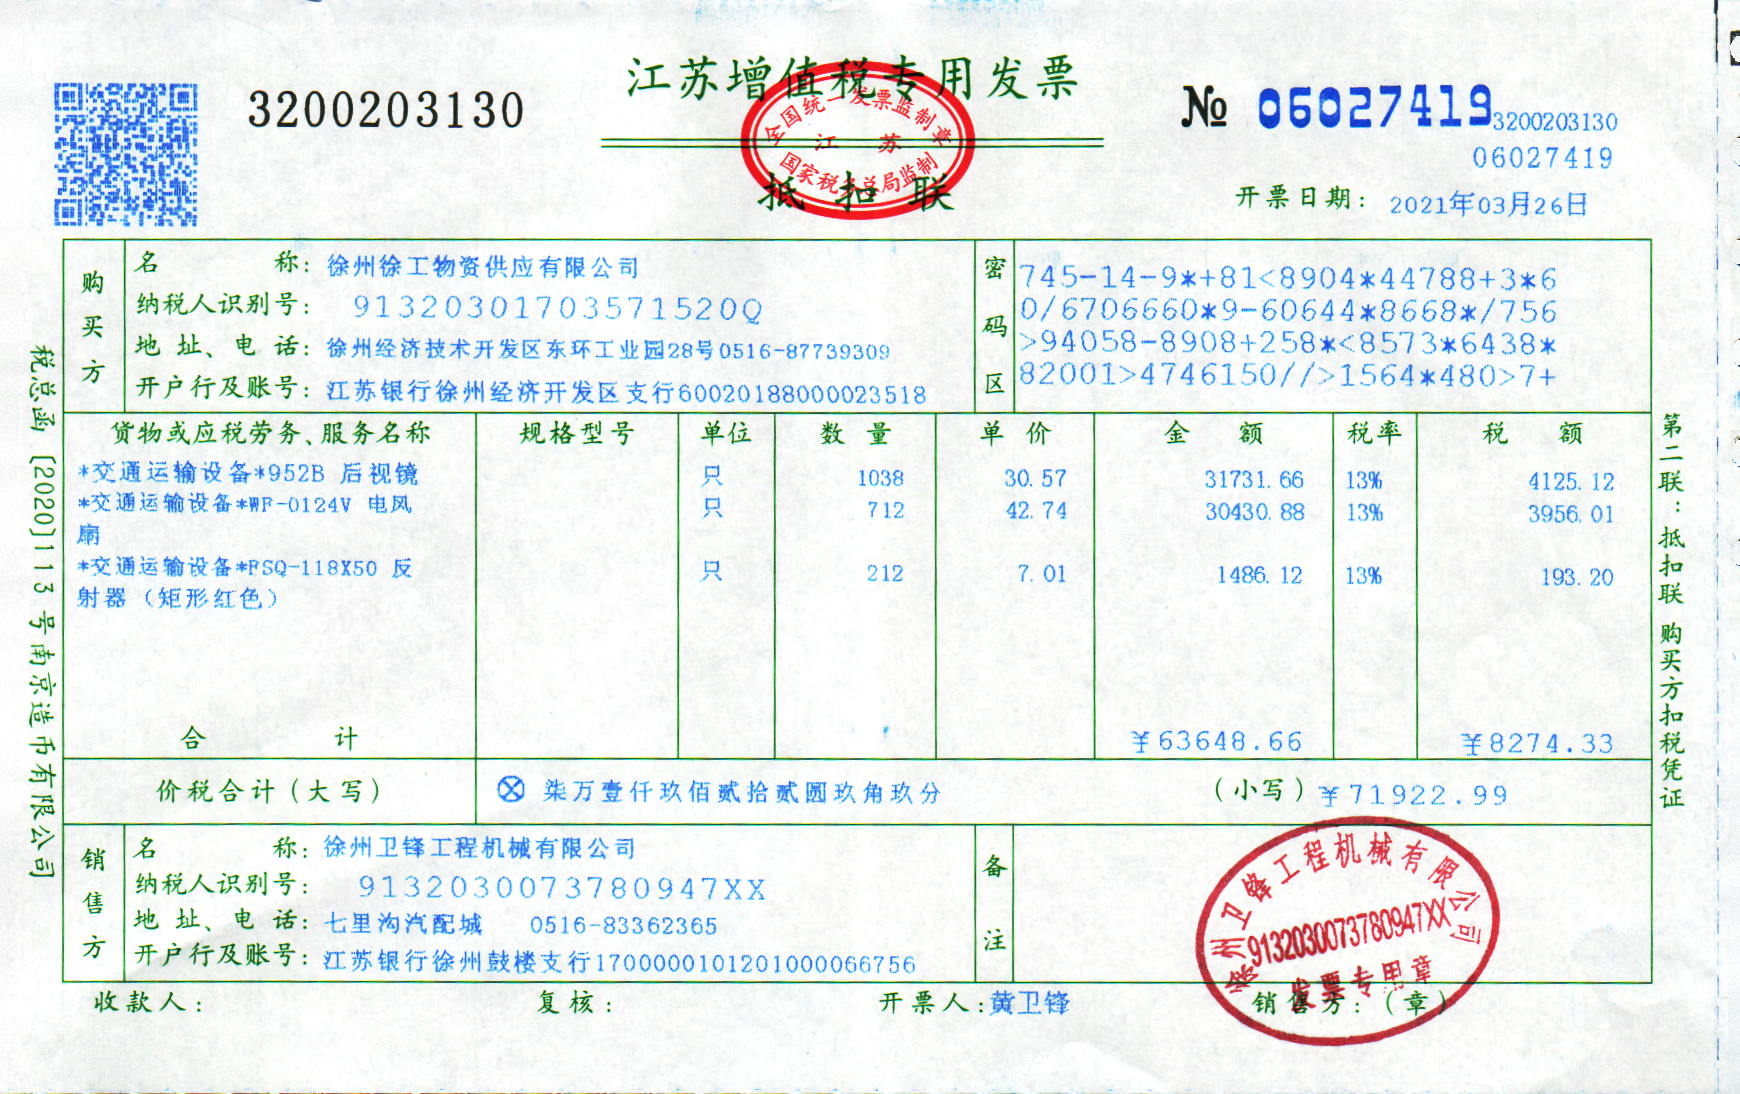 江苏增值税专用发票
3200203130
№ 06027419
3200203130
06027419
全国统一发票监制章
江苏
国家税务总局监制
抵扣联
开票日期: 2021年03月26日
购买方
名称: 徐州徐工物资供应有限公司
纳税人识别号: 91320301703571520Q
地址、电话: 徐州经济技术开发区东环工业园28号0516-87739309
开户行及账号: 江苏银行徐州经济开发区支行60020188000023518
密码区
745-14-9*+81<8904*44788+3*6
0/6706660*9-60644*8668*/756
>94058-8908+258*<8573*6438*
82001>4746150//>1564*480>7+
货物或应税劳务、服务名称 规格型号 单位 数量 单价 金额 税率 税额
*交通运输设备*952B 后视镜 只 1038 30.57 31731.66 13% 4125.12
*交通运输设备*WF-0124V 电风 只 712 42.74 30430.88 13% 3956.01
扇
*交通运输设备*FSQ-118X50 反 只 212 7.01 1486.12 13% 193.20
射器（矩形红色）
合计 ¥63648.66 ¥8274.33
价税合计(大写) ⊗ 柒万壹仟玖佰贰拾贰圆玖角玖分 (小写) ¥71922.99
销售方
名称: 徐州卫锋工程机械有限公司
纳税人识别号: 9132030073780947XX
地址、电话: 七里沟汽配城 0516-83362365
开户行及账号: 江苏银行徐州鼓楼支行1700000101201000066756
备注
徐州卫锋工程机械有限公司
9132030073780947XX
发票专用章
收款人: 复核: 开票人: 黄卫锋 销售方:(章)
税总函〔2020〕113号南京造币有限公司
第二联:抵扣联 购买方扣税凭证